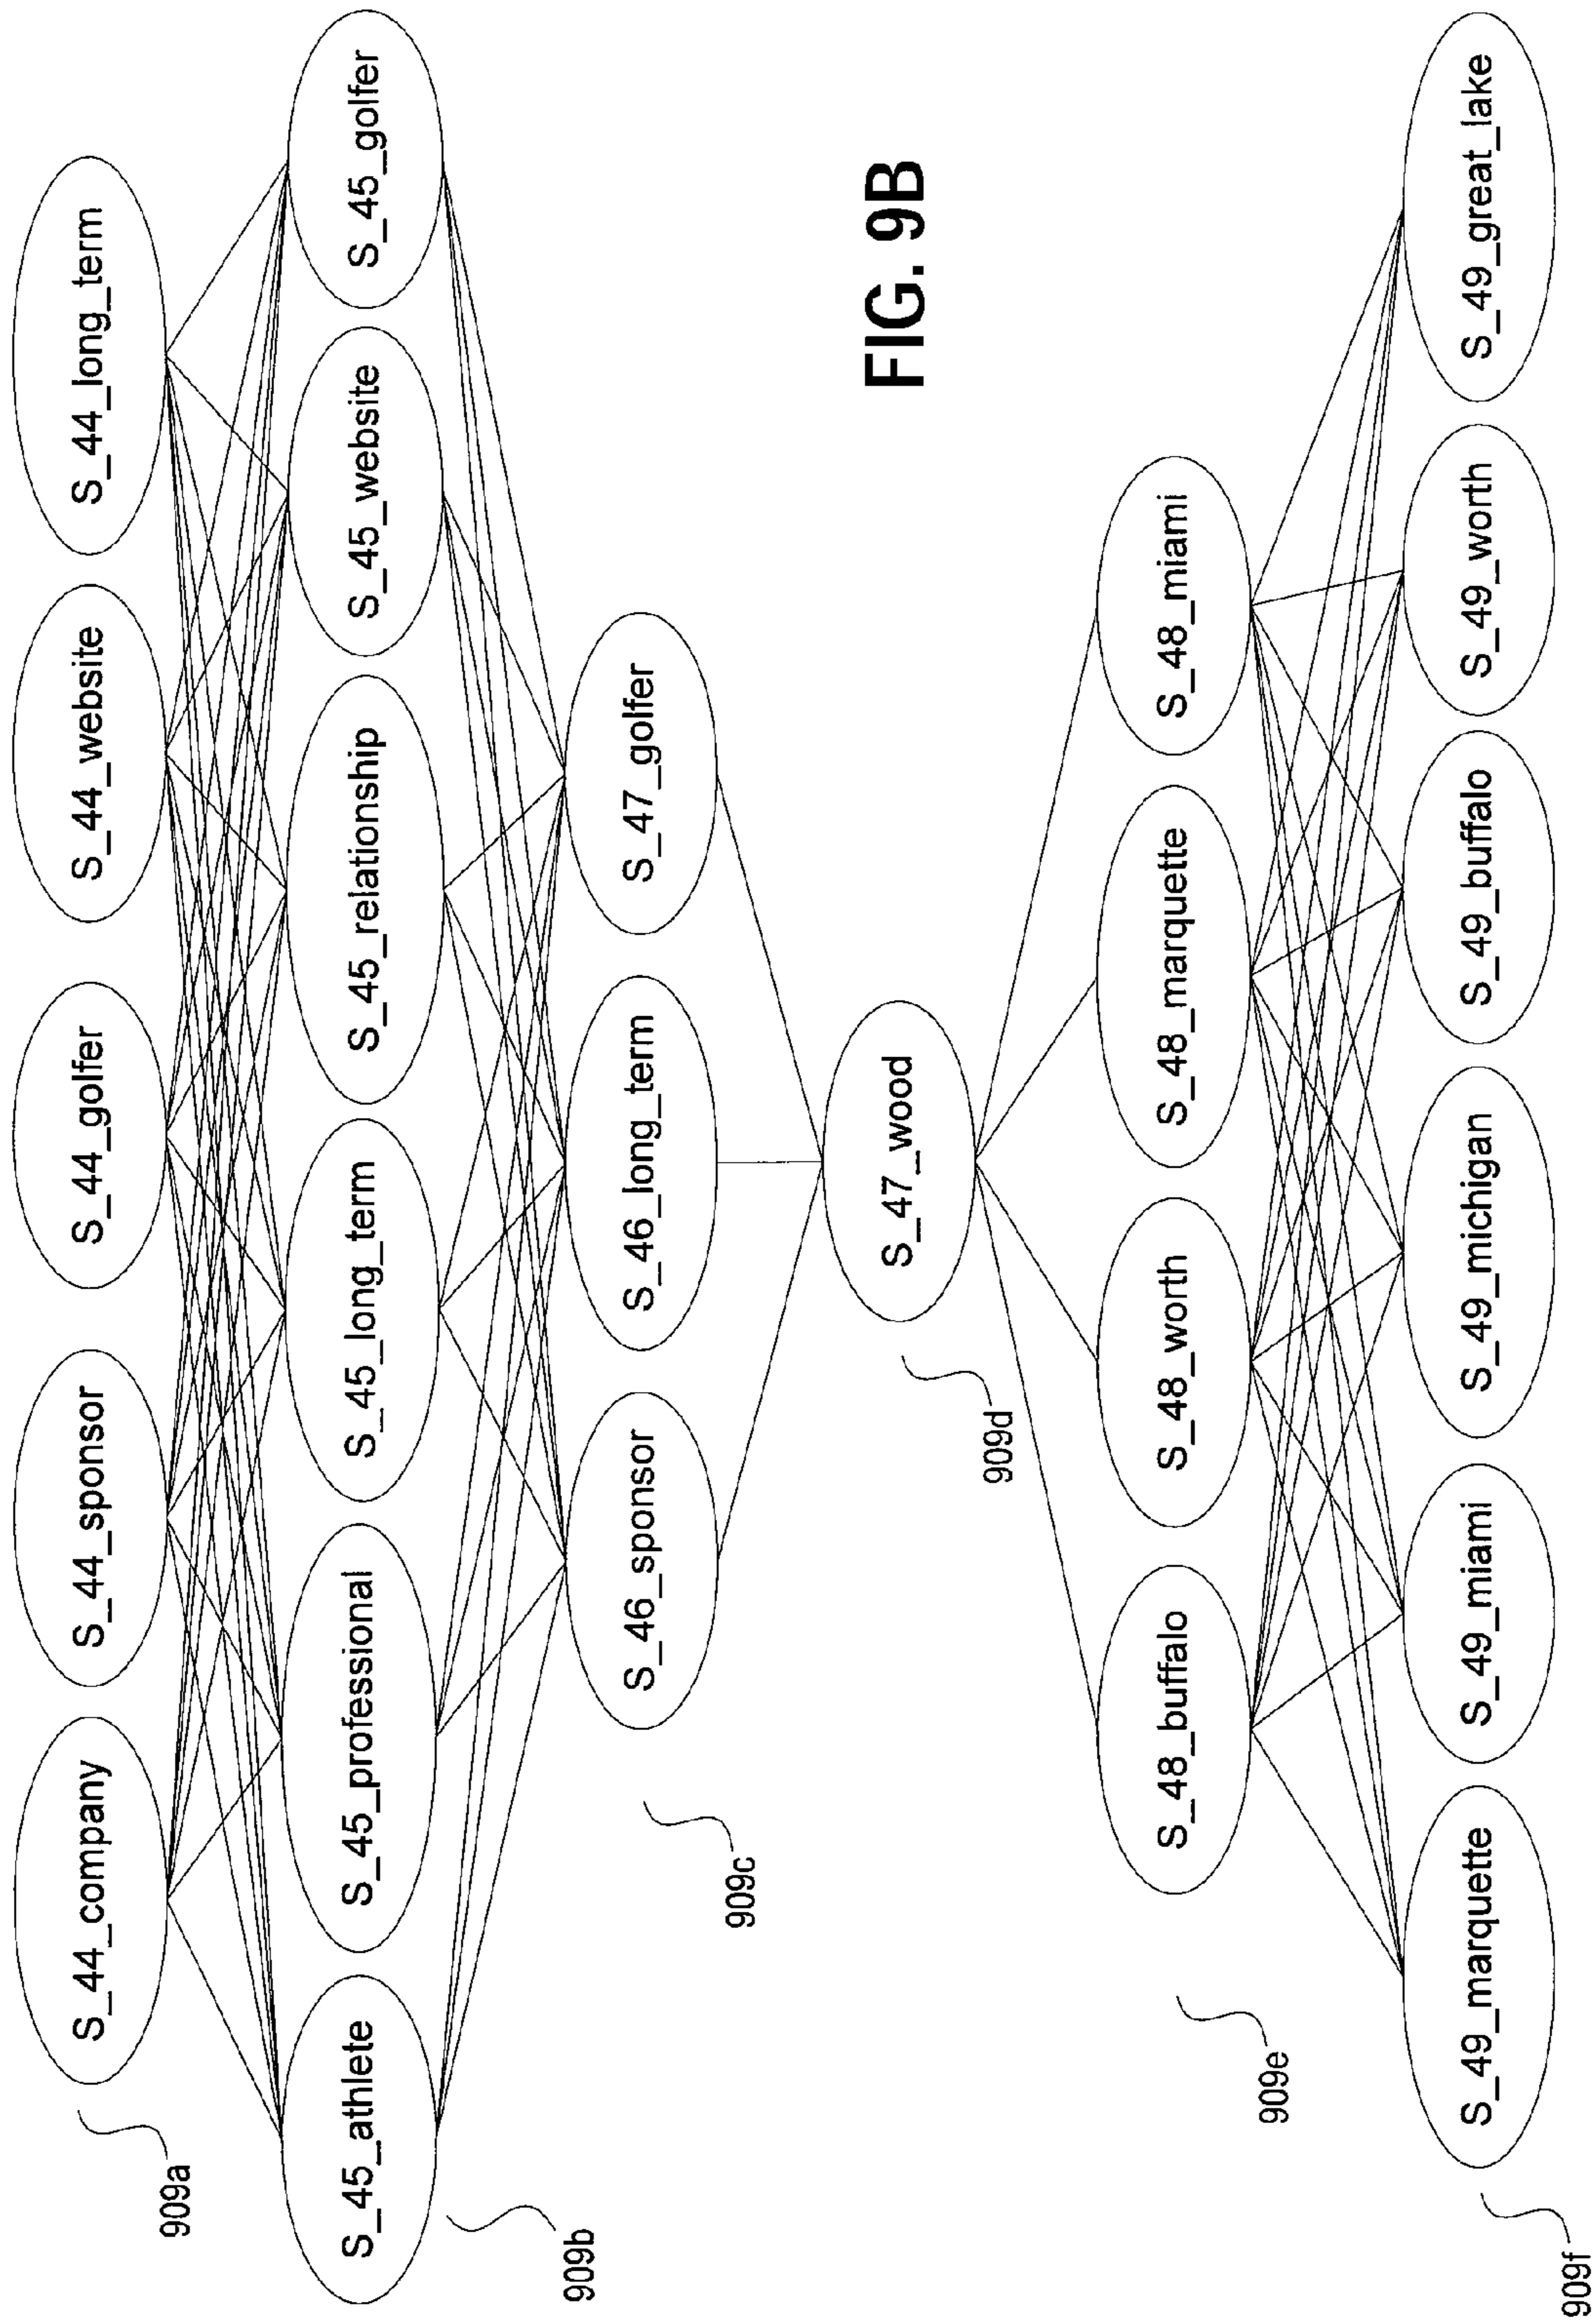 S_44_company
S_44_sponsor
S_44_golfer
S_44_website
S_44_long_term
909a
S_45_athlete
S_45_professional
S_45_long_term
S_45_relationship
S_45_website
S_45_golfer
909b
S_46_sponsor
S_46_long_term
S_47_golfer
909c
S_47_wood
909d
FIG. 9B
S_48_buffalo
S_48_worth
S_48_marquette
S_48_miami
909e
S_49_marquette
S_49_miami
S_49_michigan
S_49_buffalo
S_49_worth
S_49_great_lake
909f